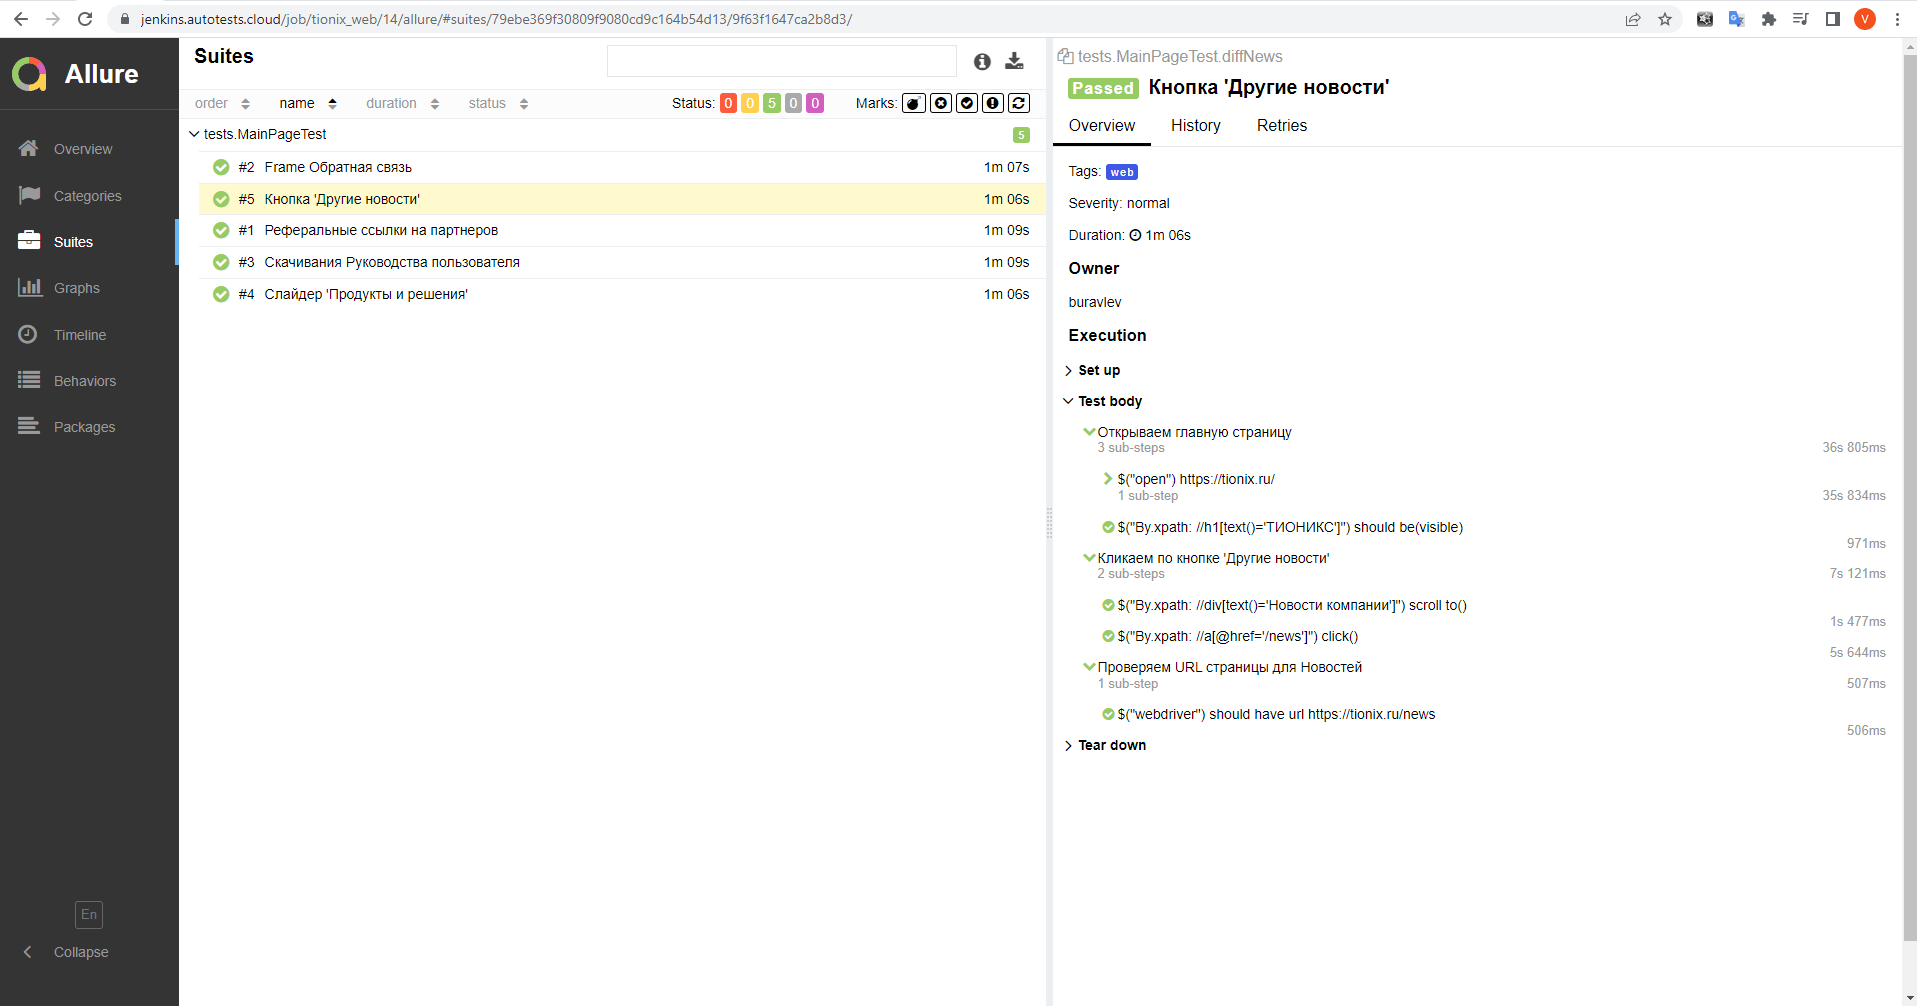 jenkins.autotests.cloud/job/tionix_web/14/allure/#suites/79ebe369f30809f9080cd9c164b54d13/9f63f1647ca2b8d3/
V
Allure
Overview
Categories
Suites
Graphs
Timeline
Behaviors
Packages
En
Collapse
Suites
order name duration status Status: 0 0 5 0 0 Marks:
tests.MainPageTest 5
#2 Frame Обратная связь 1m 07s
#5 Кнопка 'Другие новости' 1m 06s
#1 Реферальные ссылки на партнеров 1m 09s
#3 Скачивания Руководства пользователя 1m 09s
#4 Слайдер 'Продукты и решения' 1m 06s
tests.MainPageTest.diffNews
Passed Кнопка 'Другие новости'
Overview History Retries
Tags: web
Severity: normal
Duration: 1m 06s
Owner
buravlev
Execution
Set up
Test body
Открываем главную страницу
3 sub-steps 36s 805ms
$("open") https://tionix.ru/
1 sub-step 35s 834ms
$("By.xpath: //h1[text()='ТИОНИКС']") should be(visible)
971ms
Кликаем по кнопке 'Другие новости'
2 sub-steps 7s 121ms
$("By.xpath: //div[text()='Новости компании']") scroll to()
1s 477ms
$("By.xpath: //a[@href='/news']") click()
5s 644ms
Проверяем URL страницы для Новостей
1 sub-step 507ms
$("webdriver") should have url https://tionix.ru/news
506ms
Tear down